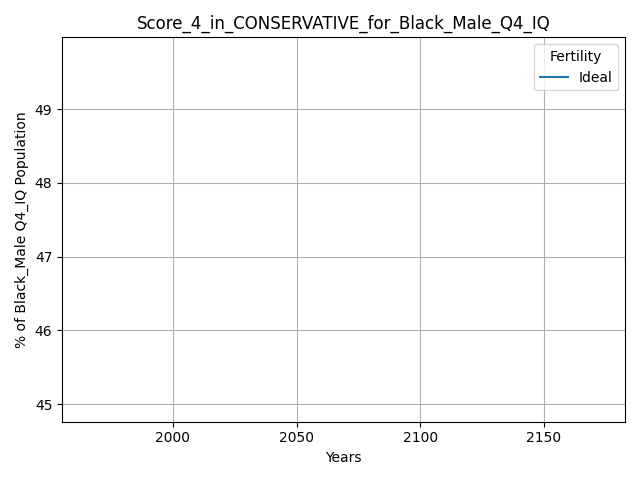 Score_4_in_CONSERVATIVE_for_Black_Male_Q4_IQ
Fertility
Ideal
% of Black_Male Q4_IQ Population
49
48
47
46
45
2000 2050 2100 2150
Years